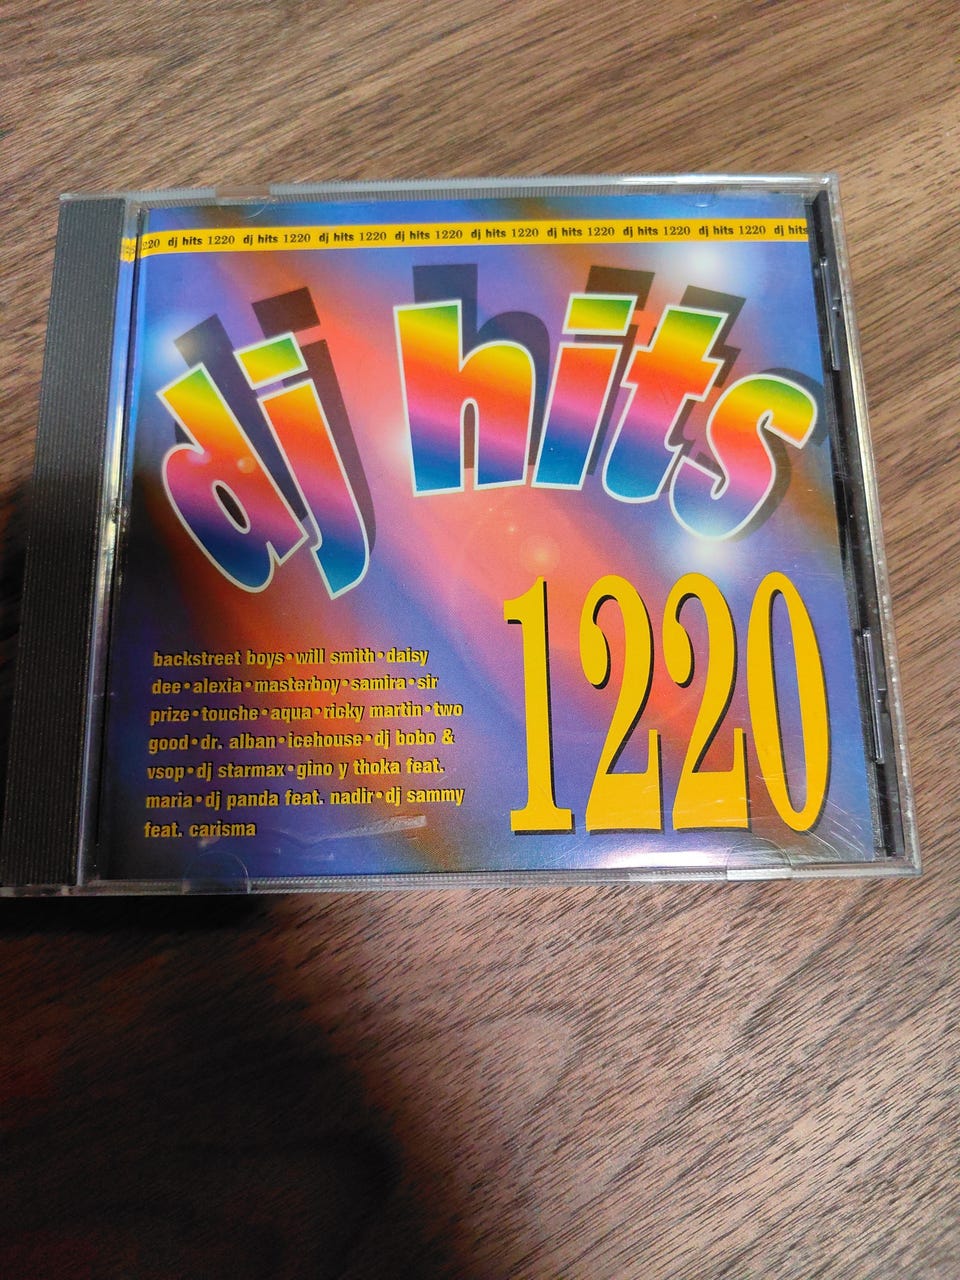 220 dj hits 1220 dj hits 1220 dj hits 1220 dj hits 1220 dj hits 1220 dj hits 1220 dj hits 1220 dj hits 1220 dj hits
dj hits
1220
backstreet boys•will smith•daisy
dee•alexia•masterboy•samira•sir
prize•touche•aqua•ricky martin•two
good•dr. alban•icehouse•dj bobo &
vsop•dj starmax•gino y thoka feat.
maria•dj panda feat. nadir•dj sammy
feat. carisma